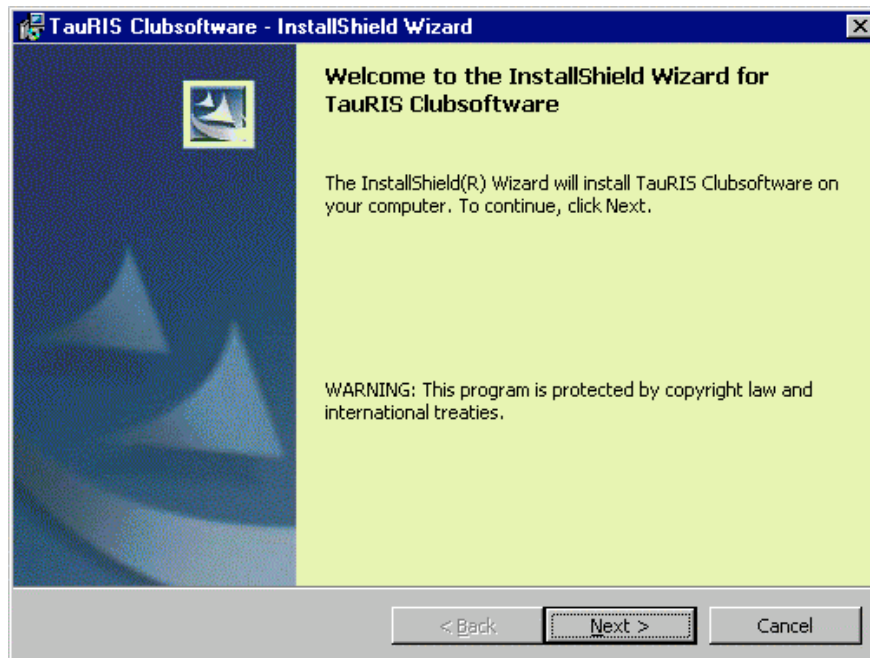 TauRIS Clubsoftware - InstallShield Wizard
Welcome to the InstallShield Wizard for
TauRIS Clubsoftware
The InstallShield(R) Wizard will install TauRIS Clubsoftware on
your computer. To continue, click Next.
WARNING: This program is protected by copyright law and
international treaties.
< Back Next > Cancel